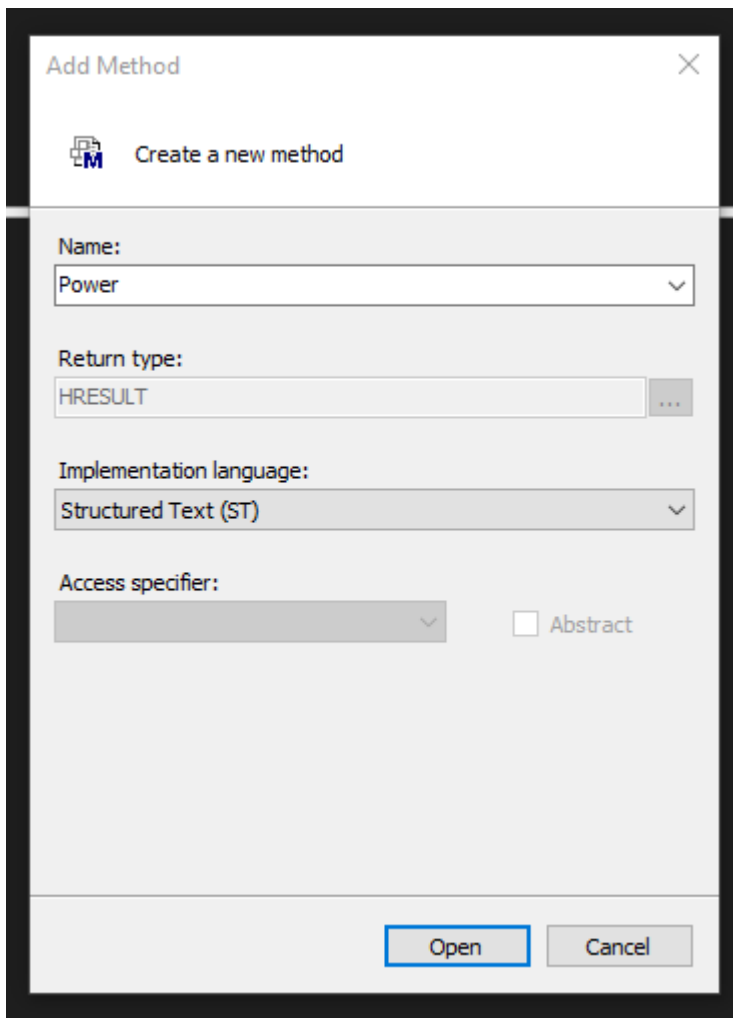 Add Method
Create a new method
Name:
Power
Return type:
HRESULT
...
Implementation language:
Structured Text (ST)
Access specifier:
Abstract
Open
Cancel